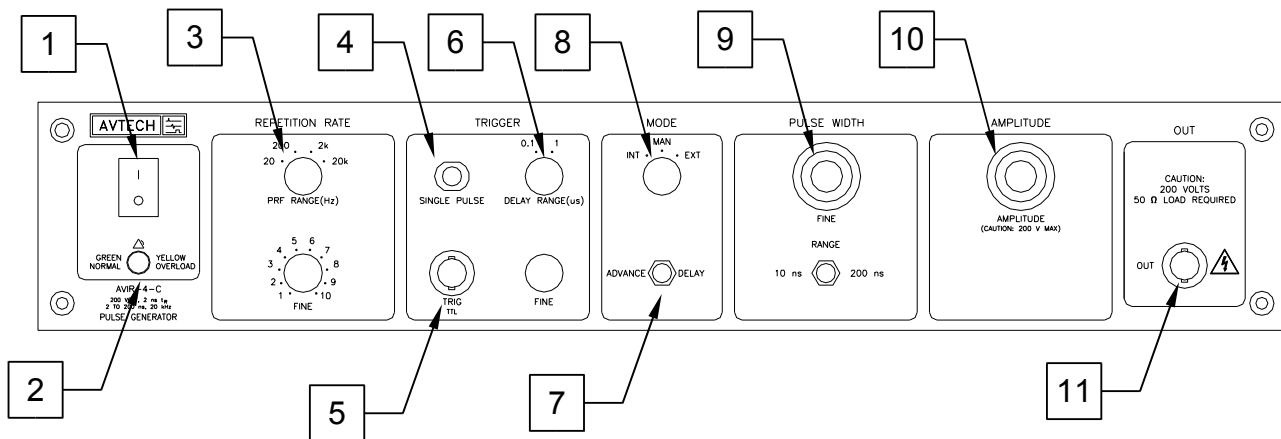 1
3
4
6
8
9
10
AVTECH
REPETITION RATE
TRIGGER
MODE
PULSE WIDTH
AMPLITUDE
OUT
I
O
GREEN NORMAL
YELLOW OVERLOAD
AVIR-4-C
PULSE GENERATOR
20
200
2k
20k
PRF RANGE(Hz)
1
2
3
4
5
6
7
8
9
10
FINE
SINGLE PULSE
0.1
1
DELAY RANGE(us)
TRIG
TTL
FINE
INT
MAN
EXT
ADVANCE
DELAY
FINE
RANGE
10 ns
200 ns
AMPLITUDE
(CAUTION: 200 V MAX)
CAUTION:
200 VOLTS
50 Ω LOAD REQUIRED
OUT
2
5
7
11